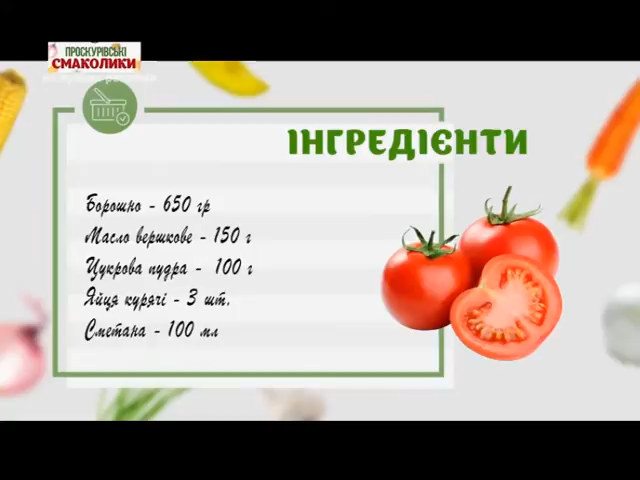 ПРОСКУРІВСЬКІ
СМАКОЛИКИ
ІНГРЕДІЄНТИ
Борошно - 650 гр
Масло вершкове - 150 г
Цукрова пудра - 100 г
Яйця курячі - 3 шт.
Сметана - 100 мл